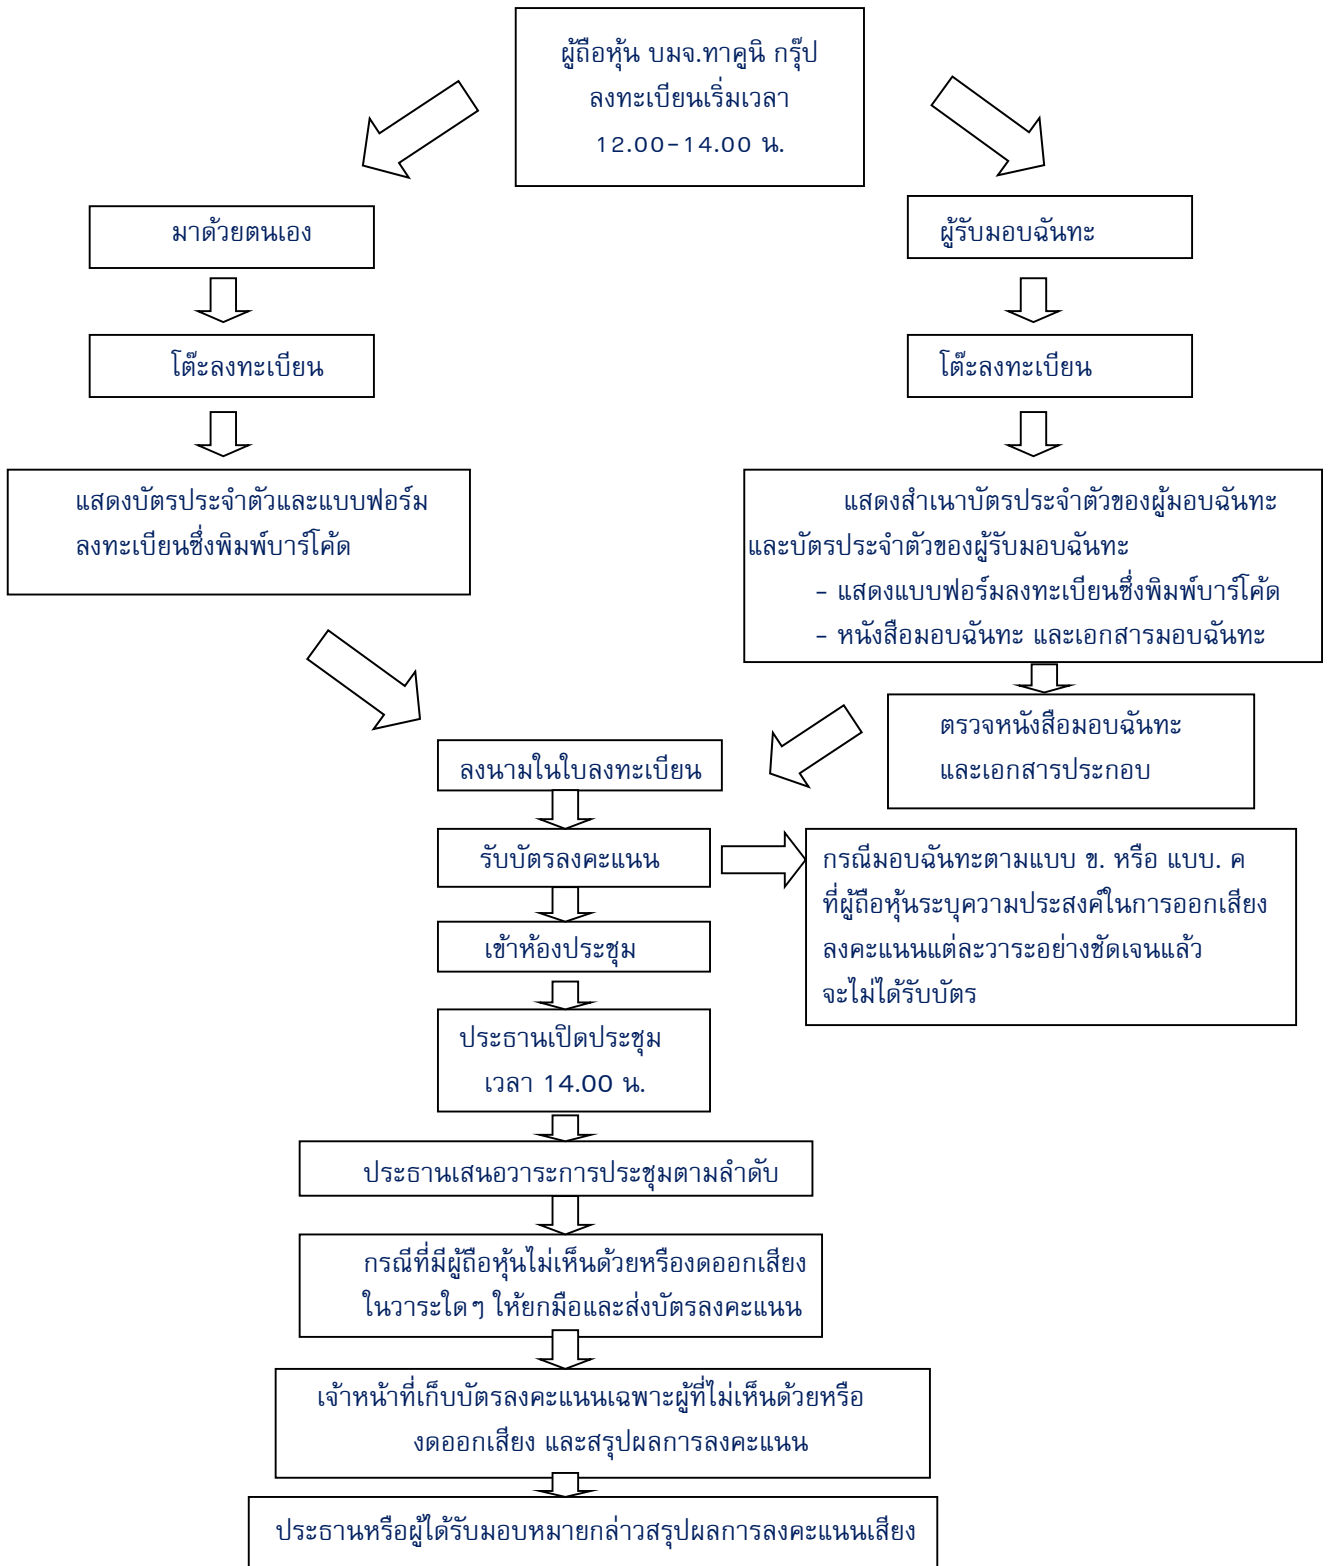 ผู้ถือหุ้น บมจ.ทาคูนิ กรุ๊ป
ลงทะเบียนเริ่มเวลา
12.00-14.00 น.
มาด้วยตนเอง
ผู้รับมอบฉันทะ
โต๊ะลงทะเบียน
โต๊ะลงทะเบียน
แสดงบัตรประจำตัวและแบบฟอร์ม
ลงทะเบียนซึ่งพิมพ์บาร์โค้ด
แสดงสำเนาบัตรประจำตัวของผู้มอบฉันทะ
และบัตรประจำตัวของผู้รับมอบฉันทะ
- แสดงแบบฟอร์มลงทะเบียนซึ่งพิมพ์บาร์โค้ด
- หนังสือมอบฉันทะ และเอกสารมอบฉันทะ
ตรวจหนังสือมอบฉันทะ
และเอกสารประกอบ
ลงนามในใบลงทะเบียน
รับบัตรลงคะแนน
กรณีมอบฉันทะตามแบบ ข. หรือ แบบ. ค
ที่ผู้ถือหุ้นระบุความประสงค์ในการออกเสียง
ลงคะแนนแต่ละวาระอย่างชัดเจนแล้ว
จะไม่ได้รับบัตร
เข้าห้องประชุม
ประธานเปิดประชุม
เวลา 14.00 น.
ประธานเสนอวาระการประชุมตามลำดับ
กรณีที่มีผู้ถือหุ้นไม่เห็นด้วยหรืองดออกเสียง
ในวาระใดๆ ให้ยกมือและส่งบัตรลงคะแนน
เจ้าหน้าที่เก็บบัตรลงคะแนนเฉพาะผู้ที่ไม่เห็นด้วยหรือ
งดออกเสียง และสรุปผลการลงคะแนน
ประธานหรือผู้ได้รับมอบหมายกล่าวสรุปผลการลงคะแนนเสียง